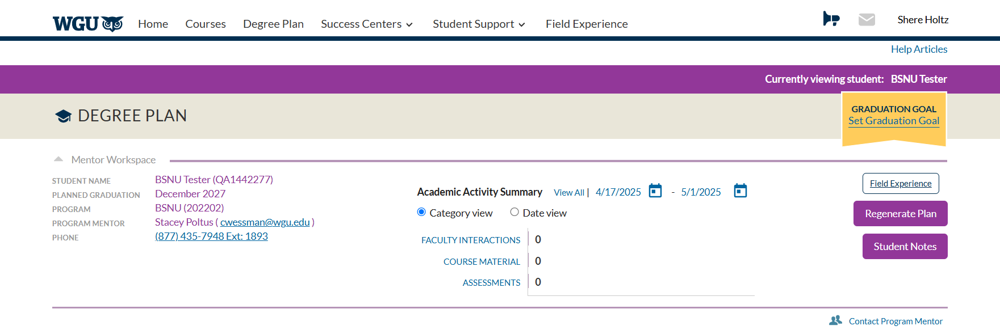 WGU Home Courses Degree Plan Success Centers Student Support Field Experience Shere Holtz
Help Articles
Currently viewing student: BSNU Tester
DEGREE PLAN
GRADUATION GOAL
Set Graduation Goal
Mentor Workspace
STUDENT NAME BSNU Tester (QA1442277)
PLANNED GRADUATION December 2027
PROGRAM BSNU (202202)
PROGRAM MENTOR Stacey Poltus ( cwessman@wgu.edu )
PHONE (877) 435-7948 Ext: 1893
Academic Activity Summary View All | 4/17/2025 - 5/1/2025
Category view Date view
FACULTY INTERACTIONS 0
COURSE MATERIAL 0
ASSESSMENTS 0
Field Experience
Regenerate Plan
Student Notes
Contact Program Mentor